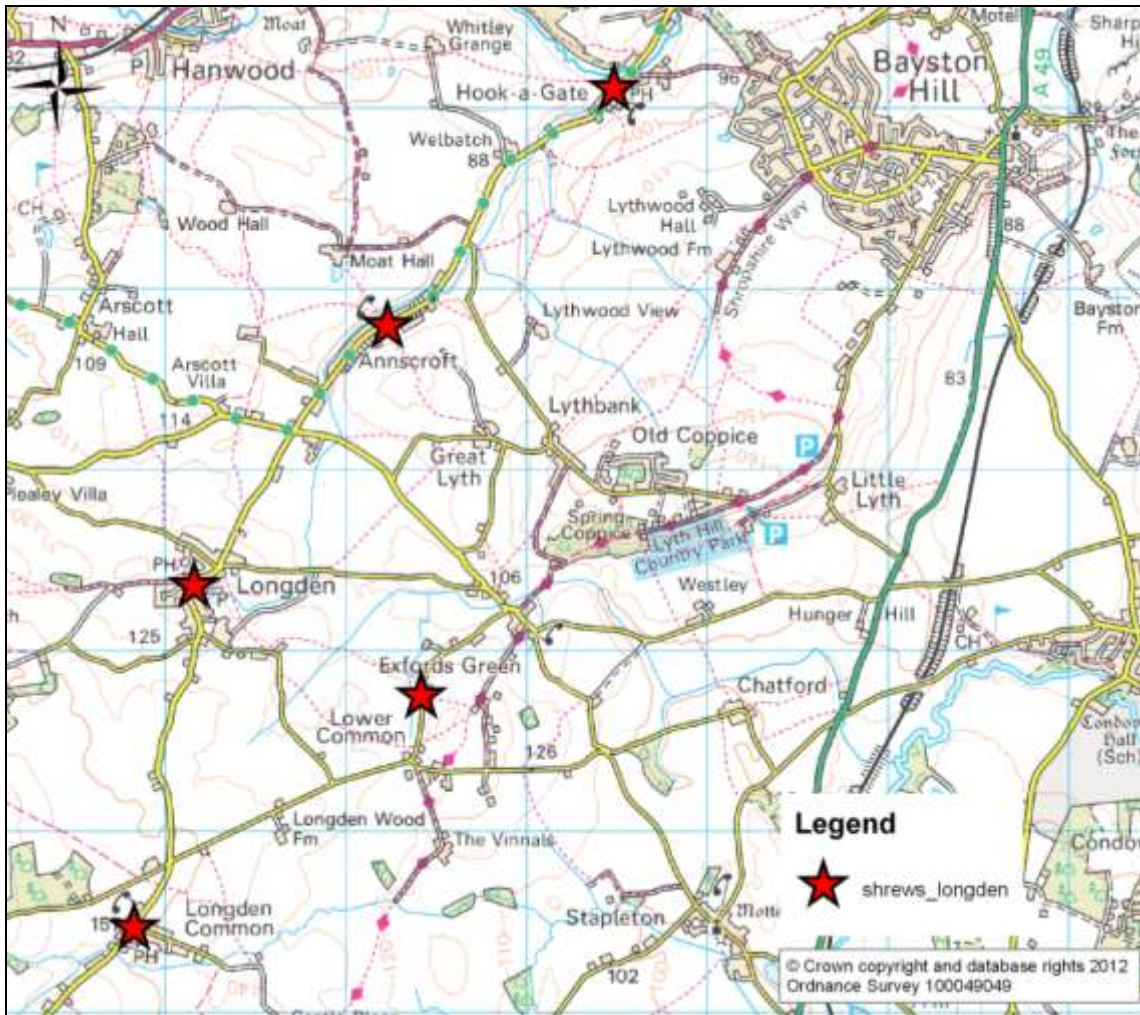 N
Moat
Whitley
Grange
Motel
Hanwood
P
Hook-a-Gate
PH
96
Bayston
Hill
A 49
Welbatch
88
CH
Wood Hall
Lythwood
Hall
Moat Hall
Lythwood Fm
Shropshire Way
88
Arscott
Hall
Lythwood View
Annscroft
109
Arscott
Villa
114
83
Lythbank
Old Coppice
P
Great
Lyth
Little
Lyth
Spring
Coppice
Lyth Hill
Country Park
P
PH
Longden
P
106
Westley
Hunger Hill
CH
125
Exfords Green
Chatford
Lower
Common
126
Hall
(Sch)
Longden Wood
Fm
The Vinnals
Legend
shrews_longden
Longden
Common
PH
Stapleton
102
© Crown copyright and database rights 2012
Ordnance Survey 100049049